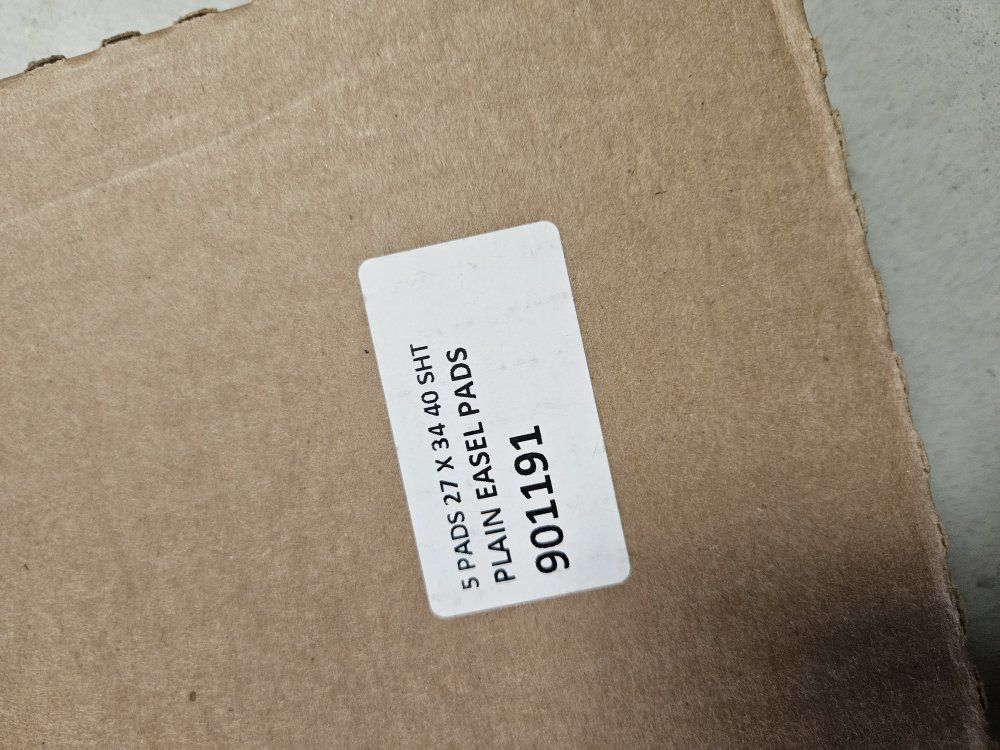 5 PADS 27 X 34 40 SHT
PLAIN EASEL PADS
901191